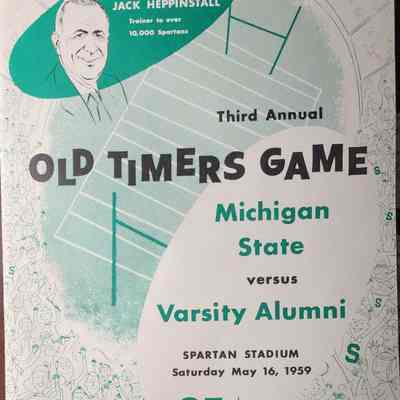 JACK HEPPINSTALL
Trainer to over
10,000 Spartans
Third Annual
OLD TIMERS GAME
Michigan
State
versus
Varsity Alumni
SPARTAN STADIUM
Saturday May 16, 1959
S
S
S
S